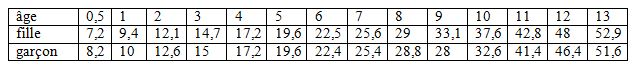 âge 0,5 1 2 3 4 5 6 7 8 9 10 11 12 13
fille 7,2 9,4 12,1 14,7 17,2 19,6 22,5 25,6 29 33,1 37,6 42,8 48 52,9
garçon 8,2 10 12,6 15 17,2 19,6 22,4 25,4 28,8 28 32,6 41,4 46,4 51,6